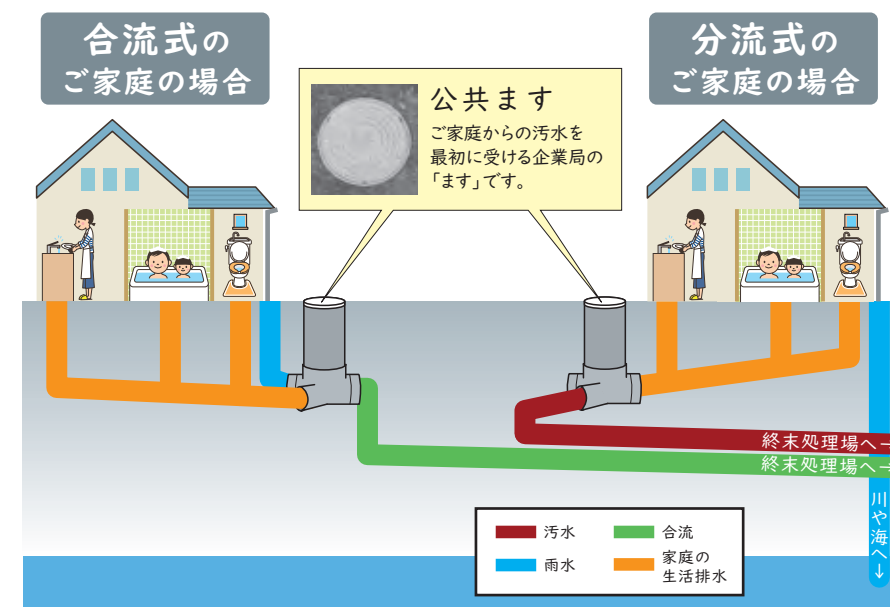 合流式の
ご家庭の場合
分流式の
ご家庭の場合
公共ます
ご家庭からの汚水を
最初に受ける企業局の
「ます」です。
終末処理場へ→
終末処理場へ→
川や海へ↓
汚水
合流
雨水
家庭の
生活排水